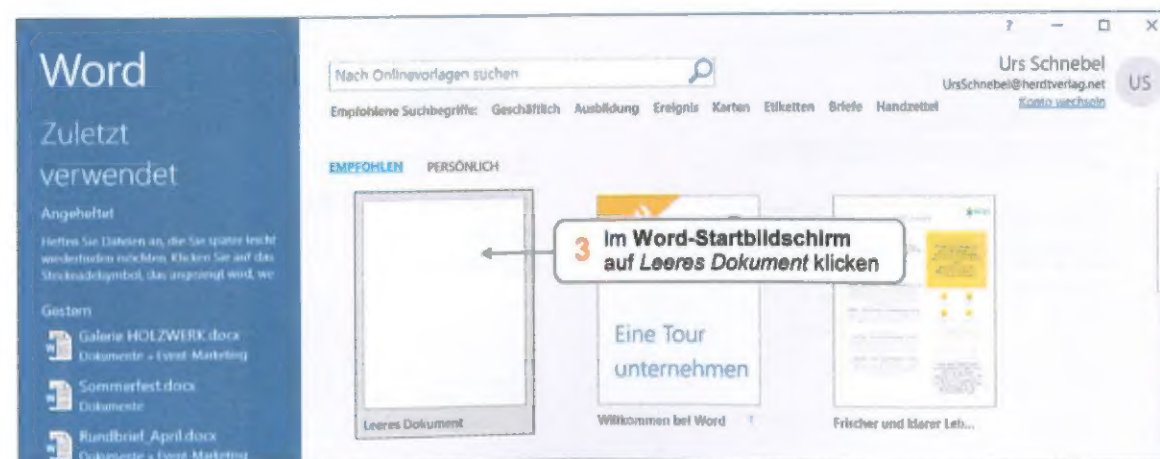 ? — □ ×
Word
Zuletzt
verwendet
Angeheftet
Heften Sie Dateien an, die Sie später leicht
wiederfinden möchten. Klicken Sie auf das
Stecknadelsymbol, das angezeigt wird, we
Gestern
Galerie HOLZWERK.docx
Dokumente » Event-Marketing
Sommerfest.docx
Dokumente
Rundbrief_April.docx
Dokumente » Event-Marketing
Nach Onlinevorlagen suchen
Empfohlene Suchbegriffe: Geschäftlich Ausbildung Ereignis Karten Etiketten Briefe Handzettel
Urs Schnebel
UrsSchnebel@herdtverlag.net
Konto wechseln
US
EMPFOHLEN PERSÖNLICH
3 Im Word-Startbildschirm
auf Leeres Dokument klicken
Eine Tour
unternehmen
Leeres Dokument
Willkommen bei Word
Frischer und klarer Leb...